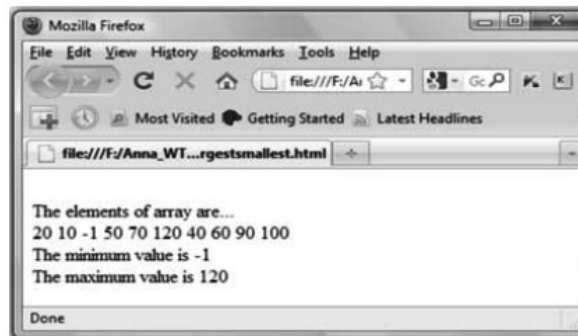 Mozilla Firefox
File Edit View History Bookmarks Tools Help
file:///F:/A
Most Visited Getting Started Latest Headlines
file:///F:/Anna_WT...rgestsmallest.html
The elements of array are...
20 10 -1 50 70 120 40 60 90 100
The minimum value is -1
The maximum value is 120
Done